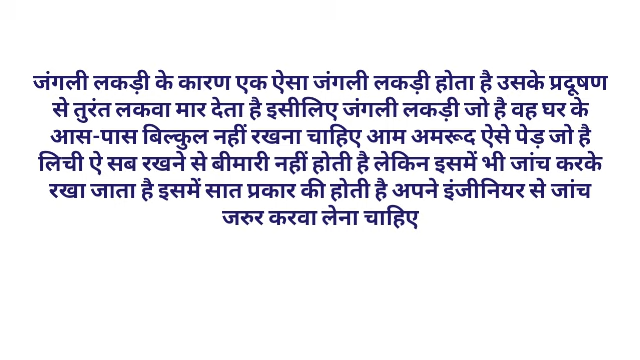 जंगली लकड़ी के कारण एक ऐसा जंगली लकड़ी होता है उसके प्रदूषण
से तुरंत लकवा मार देता है इसीलिए जंगली लकड़ी जो है वह घर के
आस-पास बिल्कुल नहीं रखना चाहिए आम अमरूद ऐसे पेड़ जो है
लिची ऐ सब रखने से बीमारी नहीं होती है लेकिन इसमें भी जांच करके
रखा जाता है इसमें सात प्रकार की होती है अपने इंजीनियर से जांच
जरुर करवा लेना चाहिए